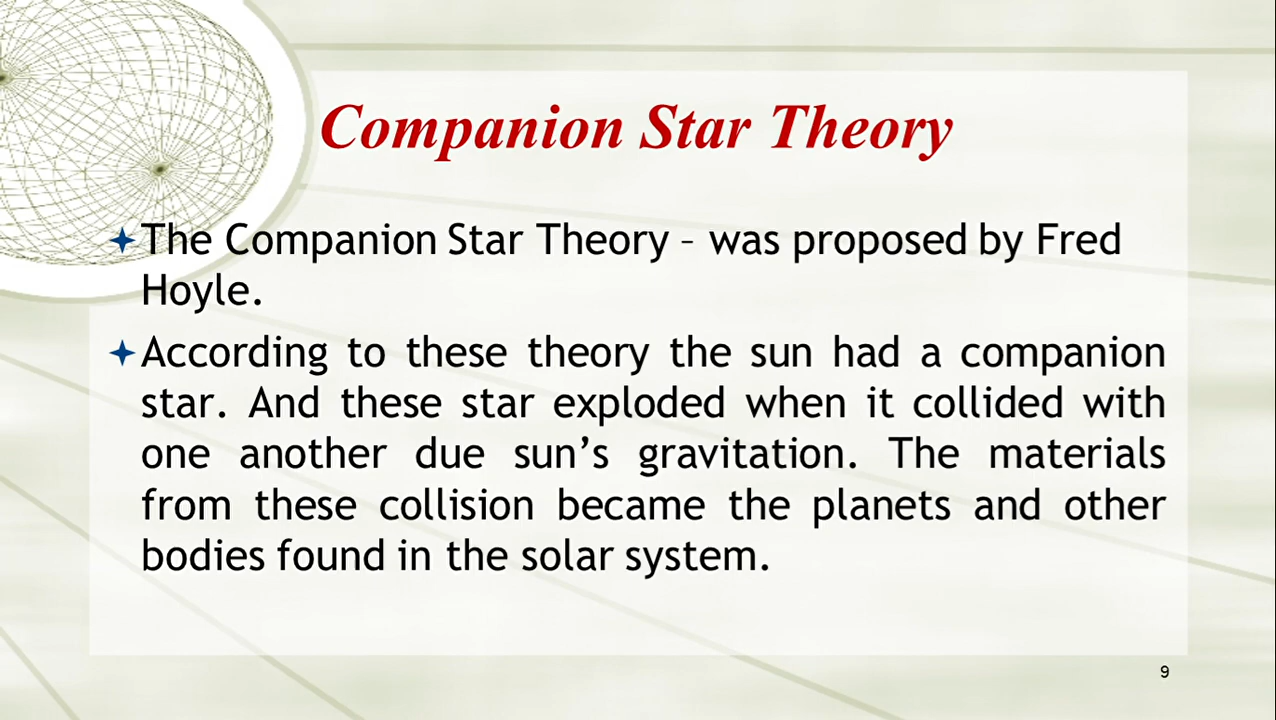 Companion Star Theory
The Companion Star Theory – was proposed by Fred
Hoyle.
According to these theory the sun had a companion
star. And these star exploded when it collided with
one another due sun’s gravitation. The materials
from these collision became the planets and other
bodies found in the solar system.
9